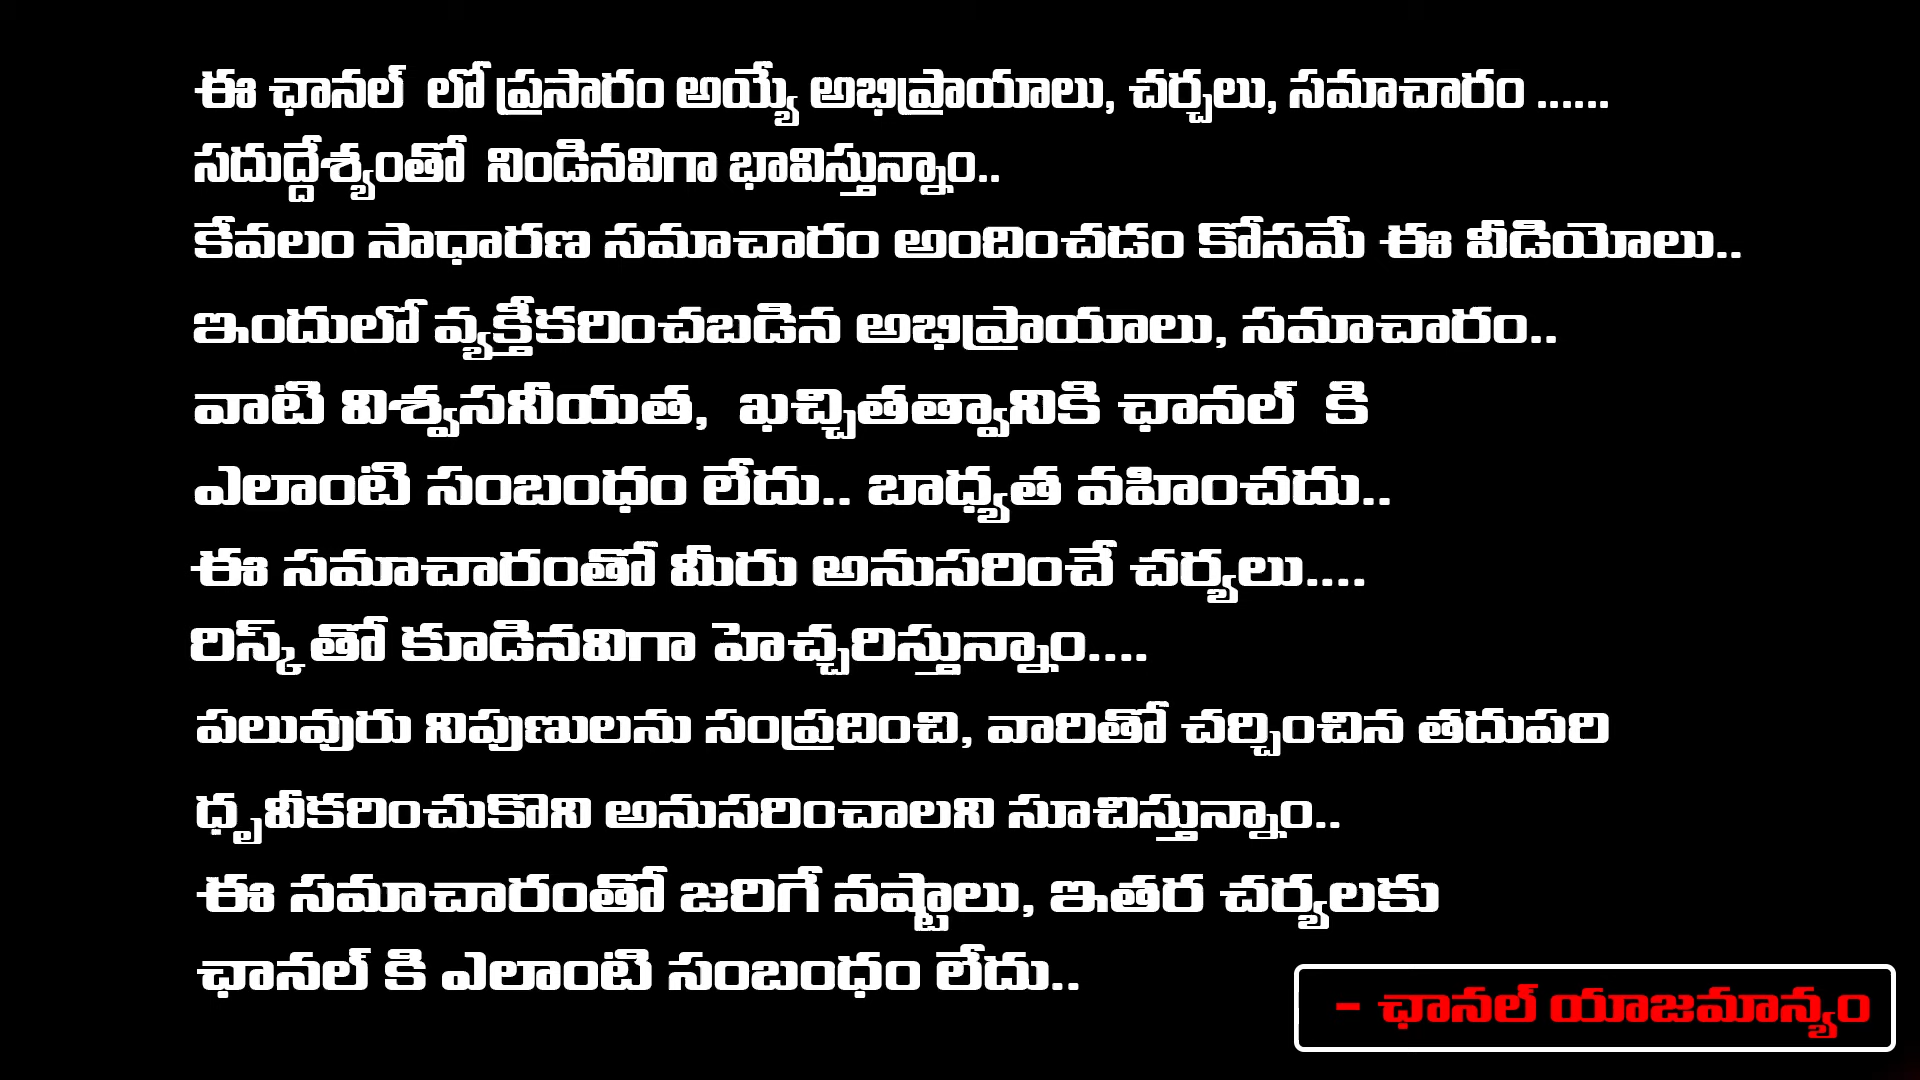 ఈ ఛానల్ లో ప్రసారం అయ్యే అభిప్రాయాలు, చర్చలు, సమాచారం ......
సదుద్దేశ్యంతో నిండినవిగా భావిస్తున్నాం..
కేవలం సాధారణ సమాచారం అందించడం కోసమే ఈ వీడియోలు..
ఇందులో వ్యక్తీకరించబడిన అభిప్రాయాలు, సమాచారం..
వాటి విశ్వసనీయత, ఖచ్చితత్వానికి ఛానల్ కి
ఎలాంటి సంబంధం లేదు.. బాధ్యత వహించదు..
ఈ సమాచారంతో మీరు అనుసరించే చర్యలు....
రిస్క్ తో కూడినవిగా హెచ్చరిస్తున్నాం....
పలువురు నిపుణులను సంప్రదించి, వారితో చర్చించిన తదుపరి
ధృవీకరించుకొని అనుసరించాలని సూచిస్తున్నాం..
ఈ సమాచారంతో జరిగే నష్టాలు, ఇతర చర్యలకు
ఛానల్ కి ఎలాంటి సంబంధం లేదు..
- ఛానల్ యాజమాన్యం